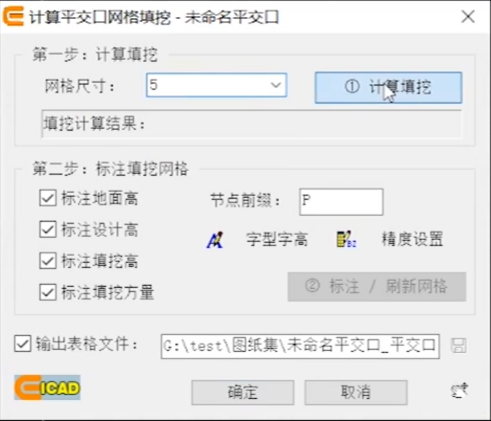 计算平交口网格填挖 - 未命名平交口
第一步：计算填挖
网格尺寸： 5 ① 计算填挖
填挖计算结果：
第二步：标注填挖网格
标注地面高 节点前缀： P
标注设计高 字型字高 精度设置
标注填挖高
标注填挖方量 ② 标注 / 刷新网格
输出表格文件： G:\test\图纸集\未命名平交口_平交口
EICAD 确定 取消